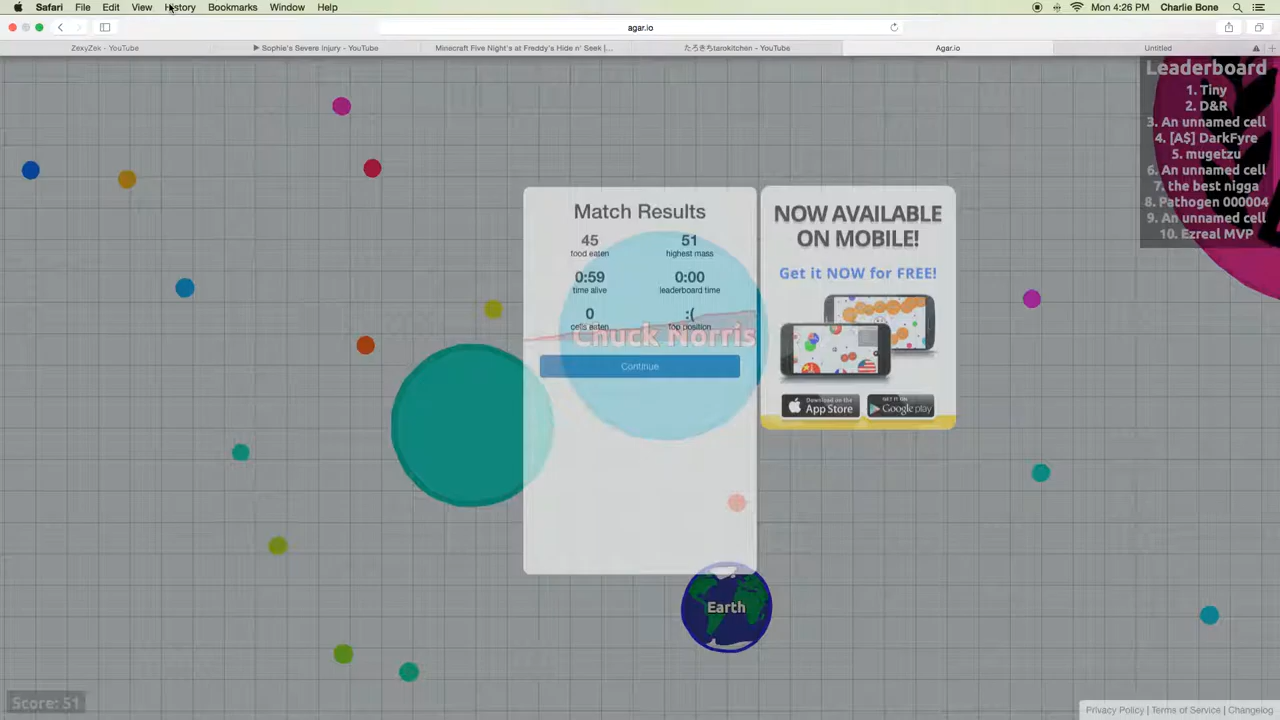 Safari File Edit View History Bookmarks Window Help Mon 4:26 PM Charlie Bone
agar.io
ZexyZek - YouTube ▶ Sophie's Severe Injury - YouTube Minecraft Five Night's at Freddy's Hide n' Seek |... たろきちtarokitchen - YouTube Agar.io Untitled
Leaderboard
1. Tiny
2. D&R
3. An unnamed cell
4. [A$] DarkFyre
5. mugetzu
6. An unnamed cell
7. the best nigga
8. Pathogen 000004
9. An unnamed cell
10. Ezreal MVP
Match Results
45 51
food eaten highest mass
0:59 0:00
time alive leaderboard time
0 :(
cells eaten top position
Chuck Norris
Continue
NOW AVAILABLE
ON MOBILE!
Get it NOW for FREE!
Download on the App Store GET IT ON Google play
Earth
Score: 51
Privacy Policy | Terms of Service | Changelog